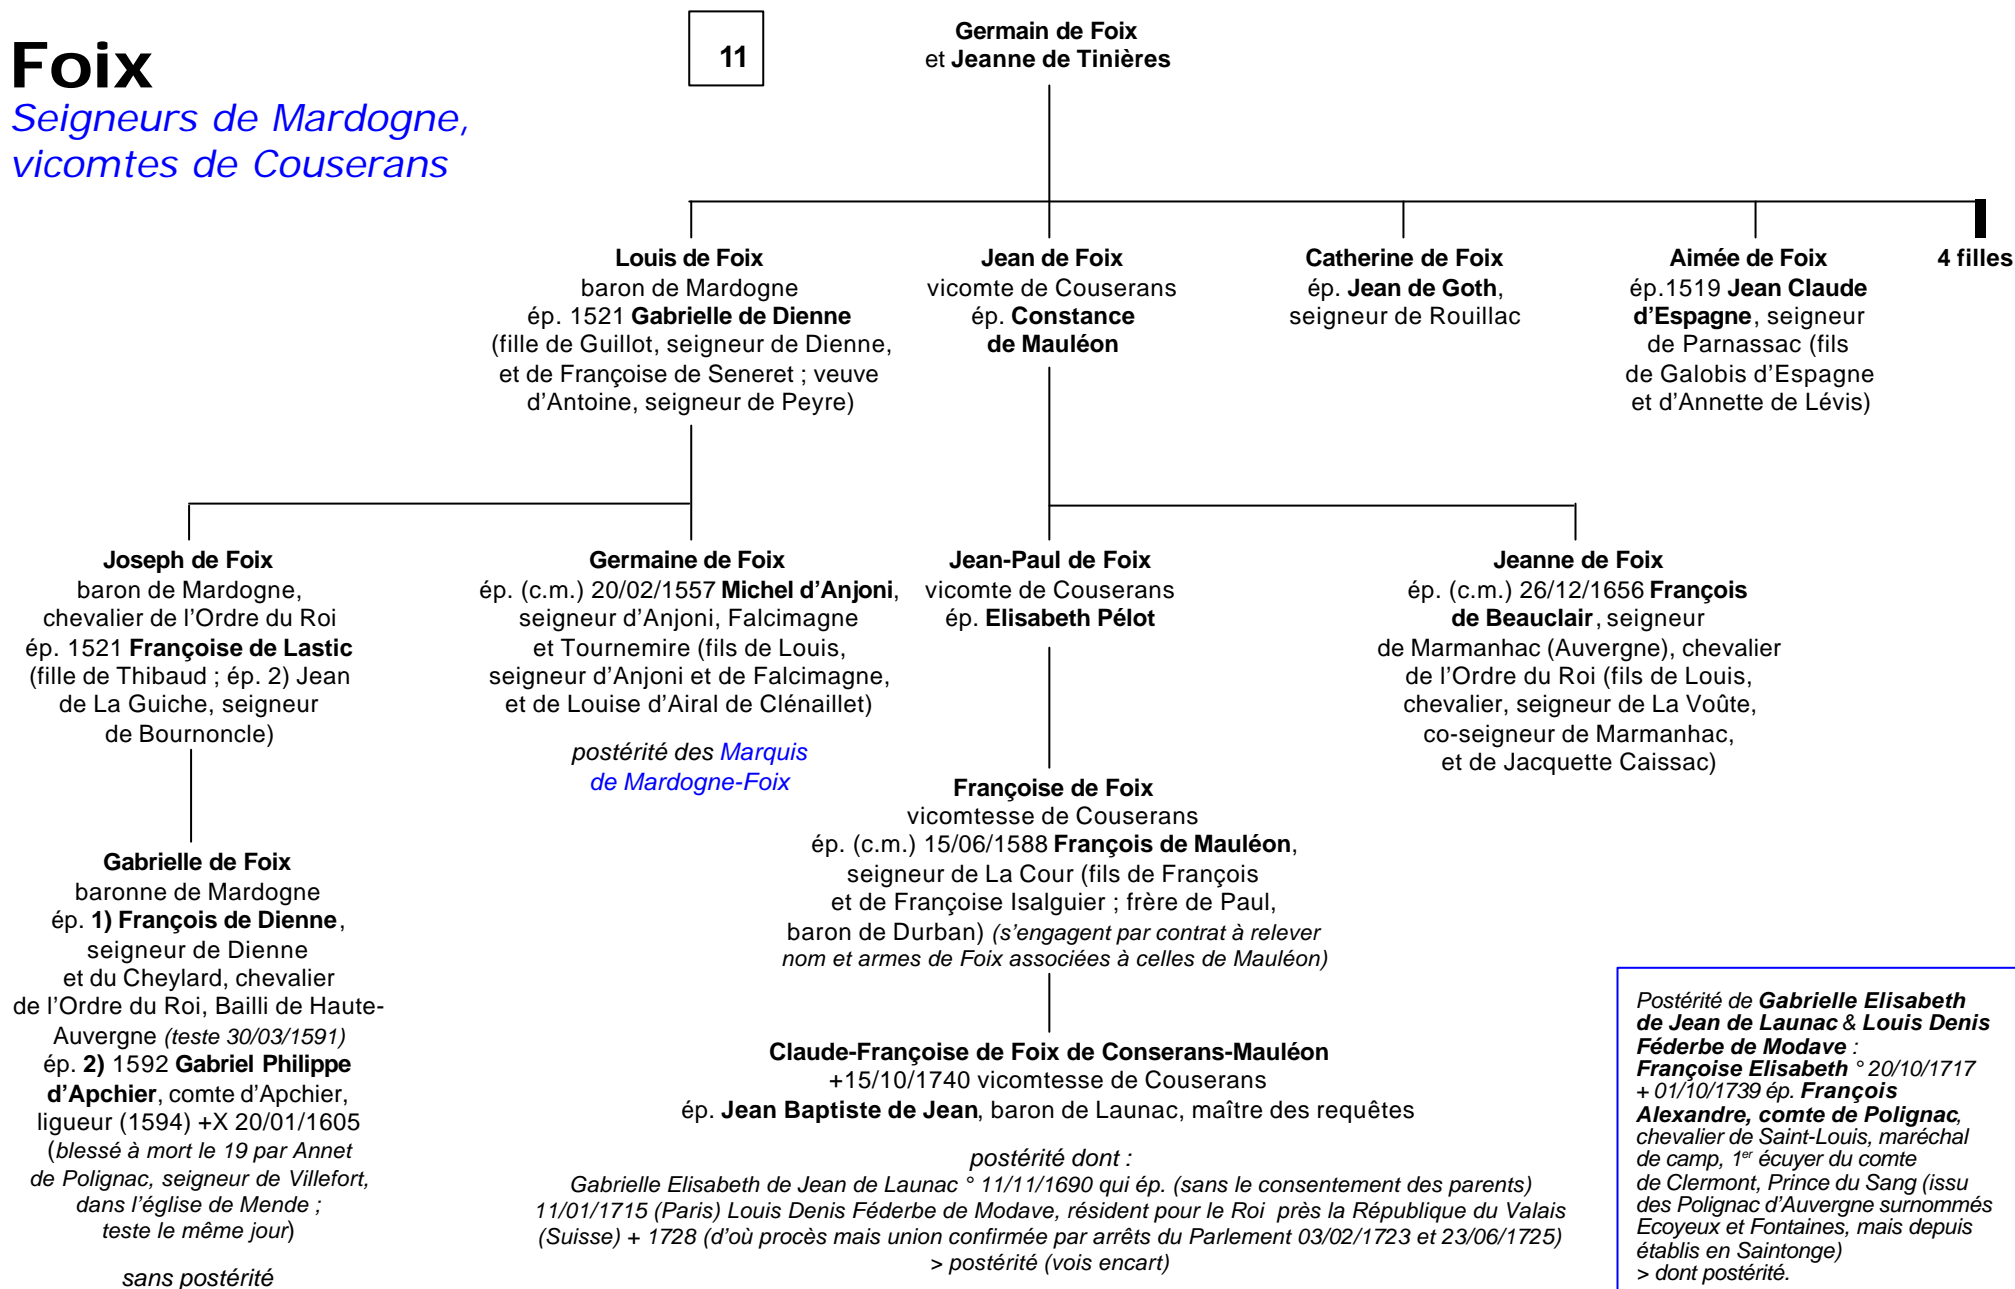 Foix
Seigneurs de Mardogne,
vicomtes de Couserans
11
Germain de Foix
et Jeanne de Tinières
Louis de Foix
baron de Mardogne
ép. 1521 Gabrielle de Dienne
(fille de Guillot, seigneur de Dienne,
et de Françoise de Seneret ; veuve
d'Antoine, seigneur de Peyre)
Jean de Foix
vicomte de Couserans
ép. Constance
de Mauléon
Catherine de Foix
ép. Jean de Goth,
seigneur de Rouillac
Aimée de Foix
ép.1519 Jean Claude
d'Espagne, seigneur
de Parnassac (fils
de Galobis d'Espagne
et d'Annette de Lévis)
4 filles
Joseph de Foix
baron de Mardogne,
chevalier de l'Ordre du Roi
ép. 1521 Françoise de Lastic
(fille de Thibaud ; ép. 2) Jean
de La Guiche, seigneur
de Bournoncle)
Germaine de Foix
ép. (c.m.) 20/02/1557 Michel d'Anjoni,
seigneur d'Anjoni, Falcimagne
et Tournemire (fils de Louis,
seigneur d'Anjoni et de Falcimagne,
et de Louise d'Airal de Clénaillet)
postérité des Marquis
de Mardogne-Foix
Jean-Paul de Foix
vicomte de Couserans
ép. Elisabeth Pélot
Jeanne de Foix
ép. (c.m.) 26/12/1656 François
de Beauclair, seigneur
de Marmanhac (Auvergne), chevalier
de l'Ordre du Roi (fils de Louis,
chevalier, seigneur de La Voûte,
co-seigneur de Marmanhac,
et de Jacquette Caissac)
Gabrielle de Foix
baronne de Mardogne
ép. 1) François de Dienne,
seigneur de Dienne
et du Cheylard, chevalier
de l'Ordre du Roi, Bailli de Haute-
Auvergne (teste 30/03/1591)
ép. 2) 1592 Gabriel Philippe
d'Apchier, comte d'Apchier,
ligueur (1594) +X 20/01/1605
(blessé à mort le 19 par Annet
de Polignac, seigneur de Villefort,
dans l'église de Mende ;
teste le même jour)
sans postérité
Françoise de Foix
vicomtesse de Couserans
ép. (c.m.) 15/06/1588 François de Mauléon,
seigneur de La Cour (fils de François
et de Françoise Isalguier ; frère de Paul,
baron de Durban) (s'engagent par contrat à relever
nom et armes de Foix associées à celles de Mauléon)
Claude-Françoise de Foix de Conserans-Mauléon
+15/10/1740 vicomtesse de Couserans
ép. Jean Baptiste de Jean, baron de Launac, maître des requêtes
postérité dont :
Gabrielle Elisabeth de Jean de Launac ° 11/11/1690 qui ép. (sans le consentement des parents)
11/01/1715 (Paris) Louis Denis Féderbe de Modave, résident pour le Roi près la République du Valais
(Suisse) + 1728 (d'où procès mais union confirmée par arrêts du Parlement 03/02/1723 et 23/06/1725)
> postérité (vois encart)
Postérité de Gabrielle Elisabeth
de Jean de Launac & Louis Denis
Féderbe de Modave :
Françoise Elisabeth ° 20/10/1717
+ 01/10/1739 ép. François
Alexandre, comte de Polignac,
chevalier de Saint-Louis, maréchal
de camp, 1er écuyer du comte
de Clermont, Prince du Sang (issu
des Polignac d'Auvergne surnommés
Ecoyeux et Fontaines, mais depuis
établis en Saintonge)
> dont postérité.